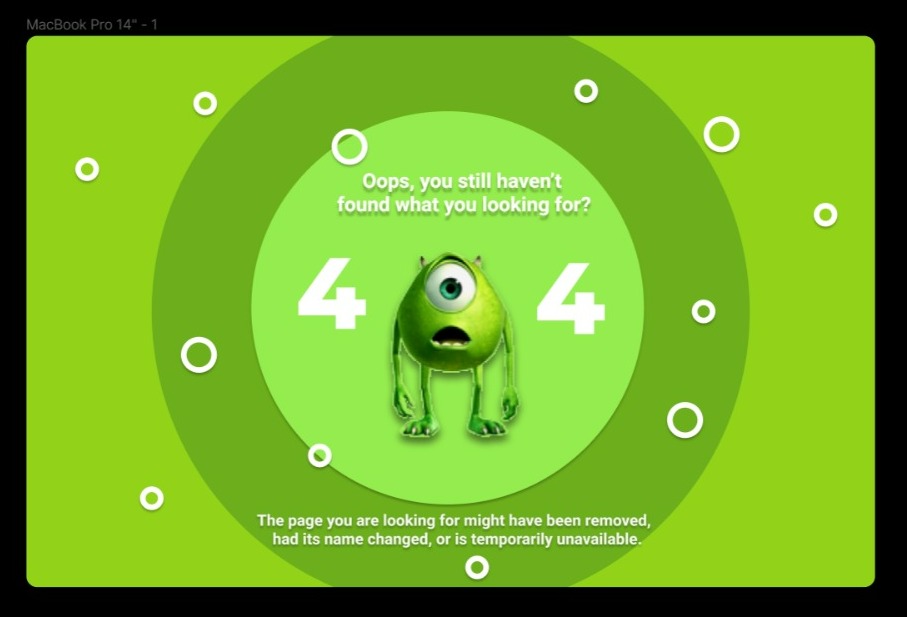 MacBook Pro 14" - 1
Oops, you still haven't
found what you looking for?
4 4
The page you are looking for might have been removed,
had its name changed, or is temporarily unavailable.